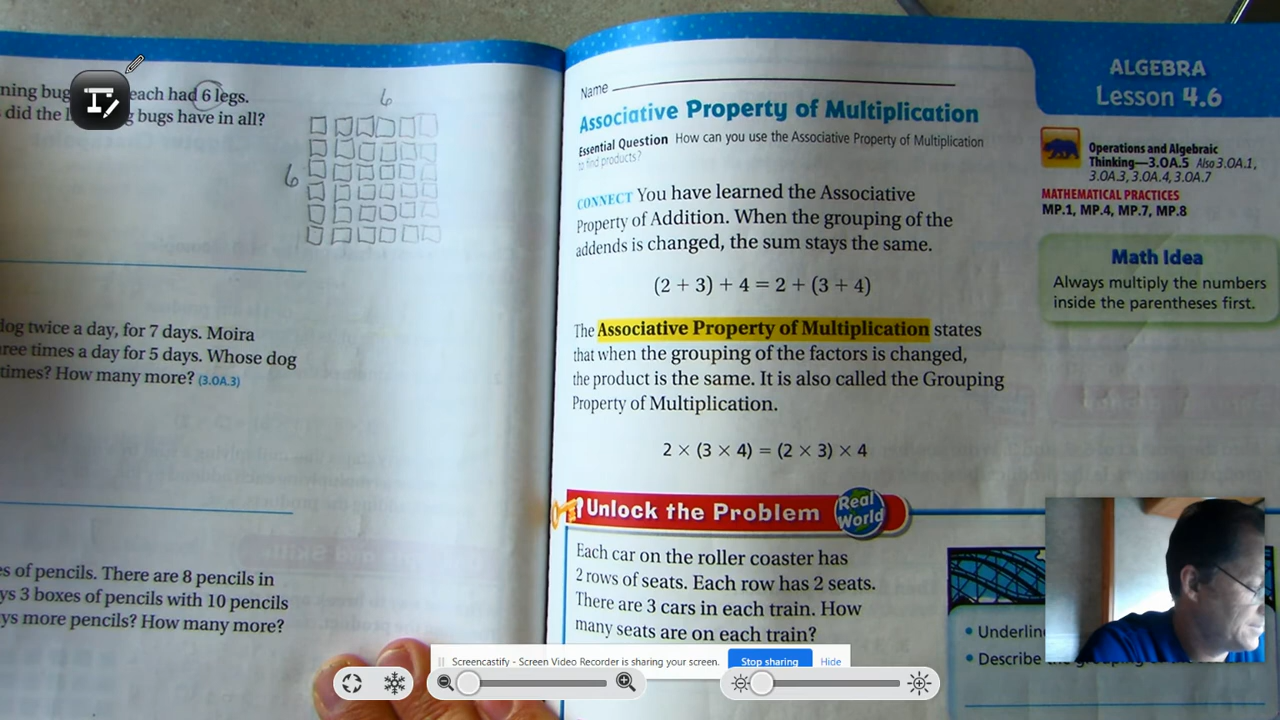 ning bug each had 6 legs.
did the bugs have in all?
6
6
dog twice a day, for 7 days. Moira
ree times a day for 5 days. Whose dog
times? How many more? (3.OA.3)
es of pencils. There are 8 pencils in
ys 3 boxes of pencils with 10 pencils
ys more pencils? How many more?
Name
Associative Property of Multiplication
Essential Question How can you use the Associative Property of Multiplication
to find products?
CONNECT You have learned the Associative
Property of Addition. When the grouping of the
addends is changed, the sum stays the same.
(2 + 3) + 4 = 2 + (3 + 4)
The Associative Property of Multiplication states
that when the grouping of the factors is changed,
the product is the same. It is also called the Grouping
Property of Multiplication.
2 × (3 × 4) = (2 × 3) × 4
Unlock the Problem Real World
Each car on the roller coaster has
2 rows of seats. Each row has 2 seats.
There are 3 cars in each train. How
many seats are on each train?
ALGEBRA
Lesson 4.6
Operations and Algebraic
Thinking—3.OA.5 Also 3.OA.1,
3.OA.3, 3.OA.4, 3.OA.7
MATHEMATICAL PRACTICES
MP.1, MP.4, MP.7, MP.8
Math Idea
Always multiply the numbers
inside the parentheses first.
• Underlin
• Describe
Screencastify - Screen Video Recorder is sharing your screen. Stop sharing Hide